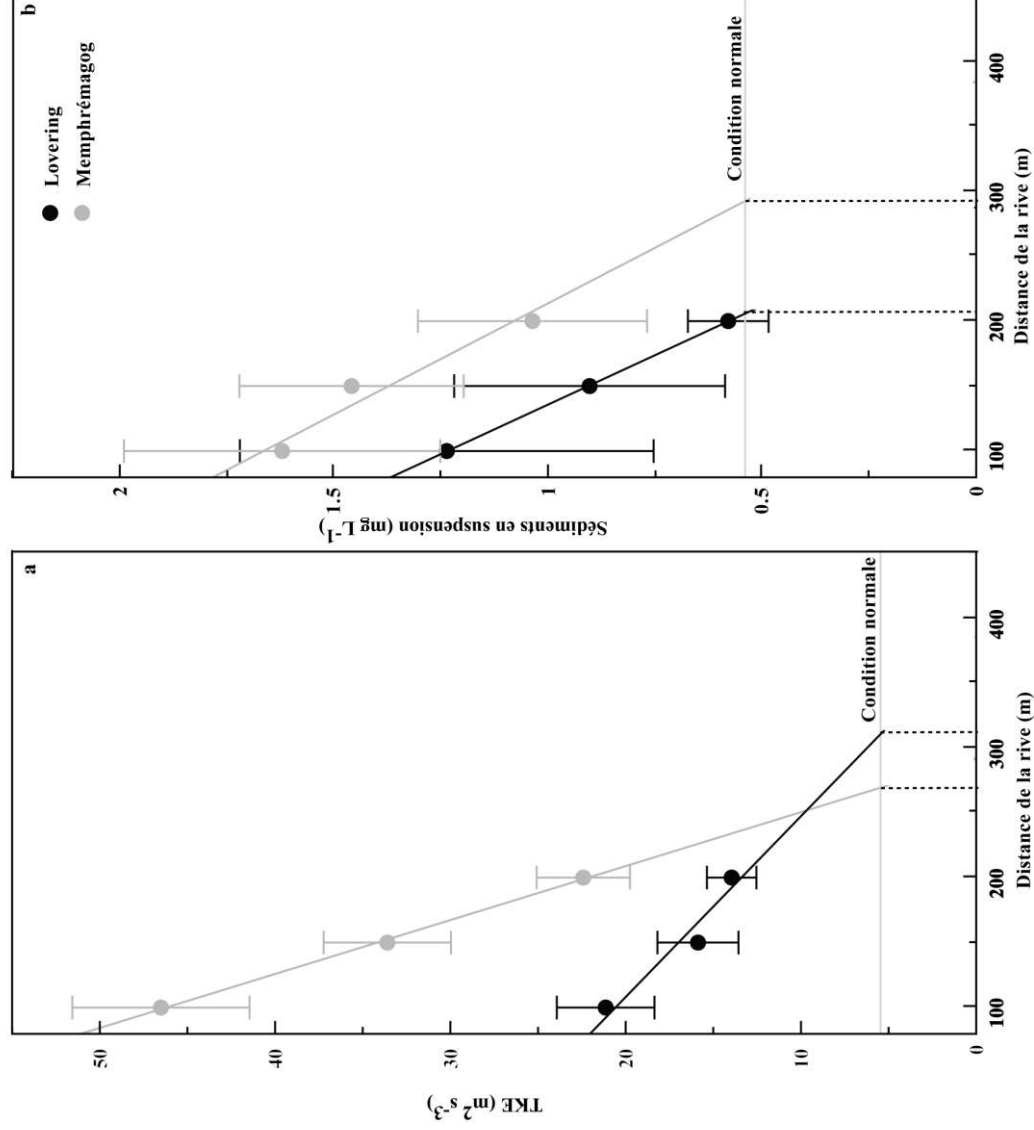 a
TKE (m² s⁻³)
50
40
30
20
10
0
Condition normale
100
200
300
400
Distance de la rive (m)
b
Lovering
Memphrémagog
Sédiments en suspension (mg L⁻¹)
2
1.5
1
0.5
0
Condition normale
100
200
300
400
Distance de la rive (m)